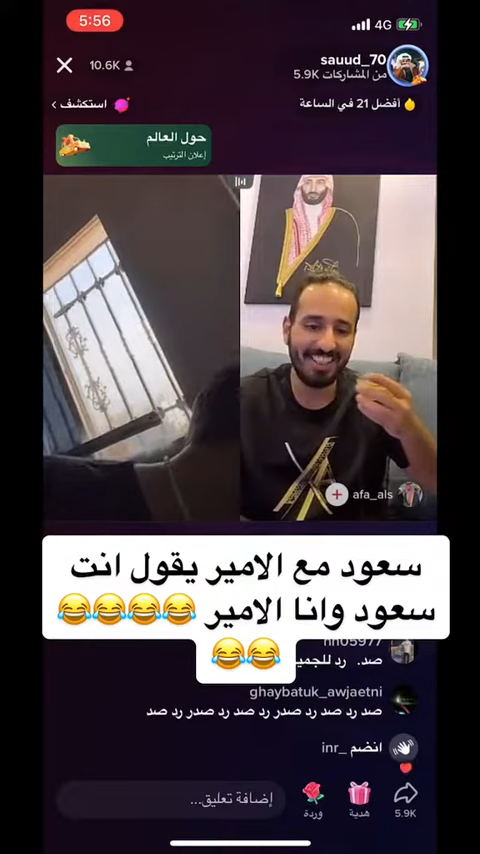 5:56
4G
sauud_70
5.9K من المشاركات
10.6K
أفضل 21 في الساعة
استكشف
حول العالم
إعلان الترتيب
afa_als
سعود مع الامير يقول انت
سعود وانا الامير 😂😂😂😂
😂😂
صد. رد للجميع
ghaybatuk_awjaetni
صد رد صد رد صدر رد صد رد صدر رد صد
inr_ انضم
إضافة تعليق...
وردة
هدية
5.9K